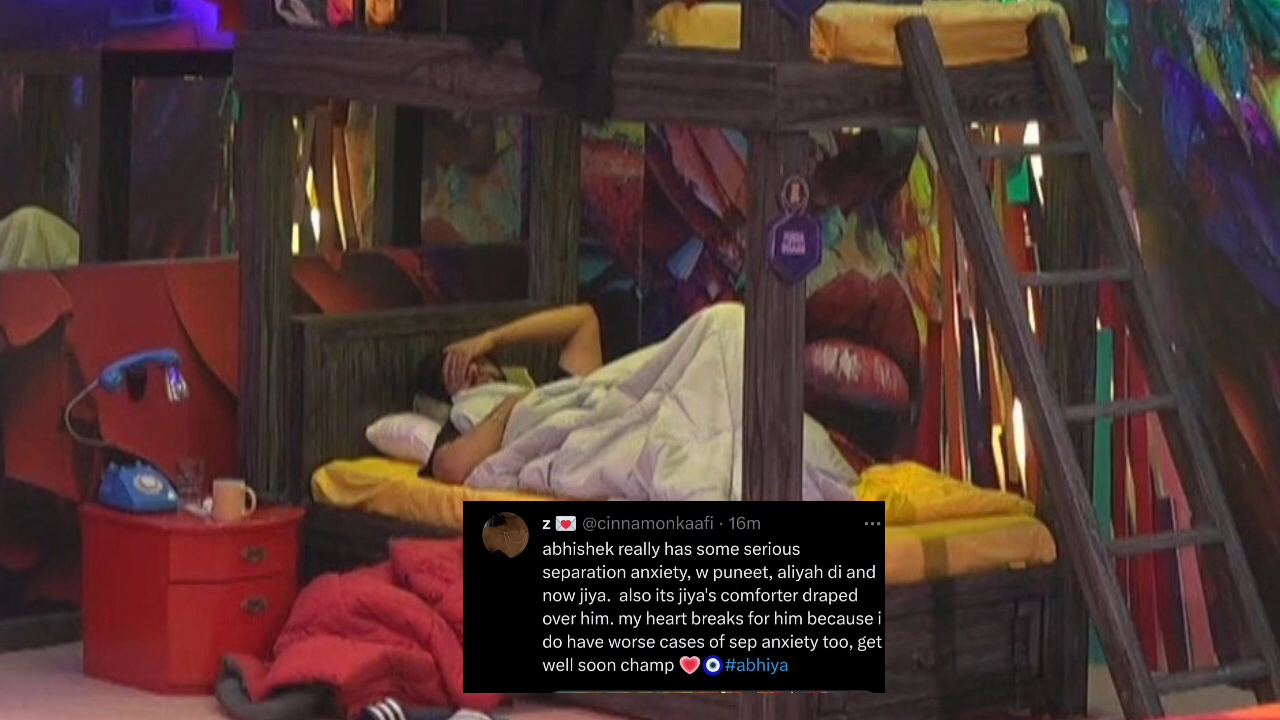 z 💌 @cinnamonkaafi · 16m
abhishek really has some serious
separation anxiety, w puneet, aliyah di and
now jiya.  also its jiya's comforter draped
over him. my heart breaks for him because i
do have worse cases of sep anxiety too, get
well soon champ ❤️🧿#abhiya